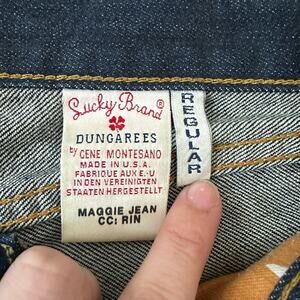 Lucky Brand
DUNGAREES
by GENE MONTESANO
MADE IN U.S.A.
FABRIQUE AUX E.-U
IN DEN VEREINIGTEN
STAATEN HERGESTELLT
MAGGIE JEAN
CC: RIN
REGULAR